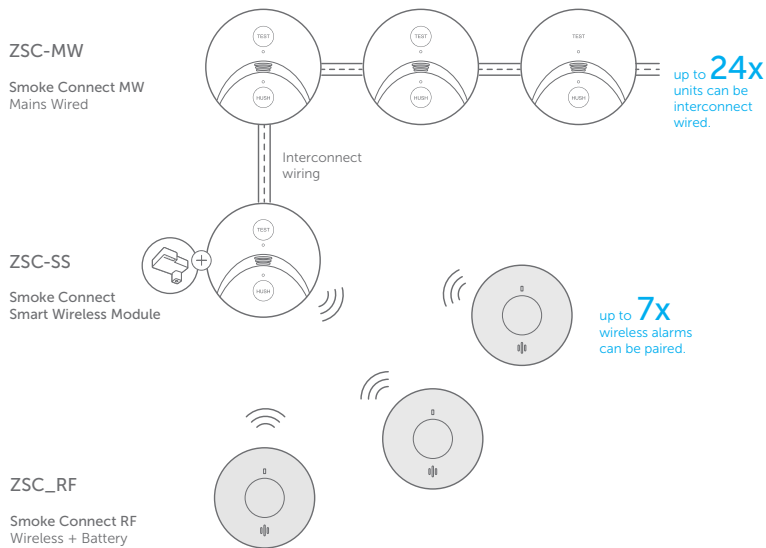 ZSC-MW
Smoke Connect MW
Mains Wired
TEST
HUSH
TEST
HUSH
TEST
HUSH
up to 24x
units can be
interconnect
wired.
Interconnect
wiring
ZSC-SS
Smoke Connect
Smart Wireless Module
TEST
HUSH
up to 7x
wireless alarms
can be paired.
ZSC_RF
Smoke Connect RF
Wireless + Battery